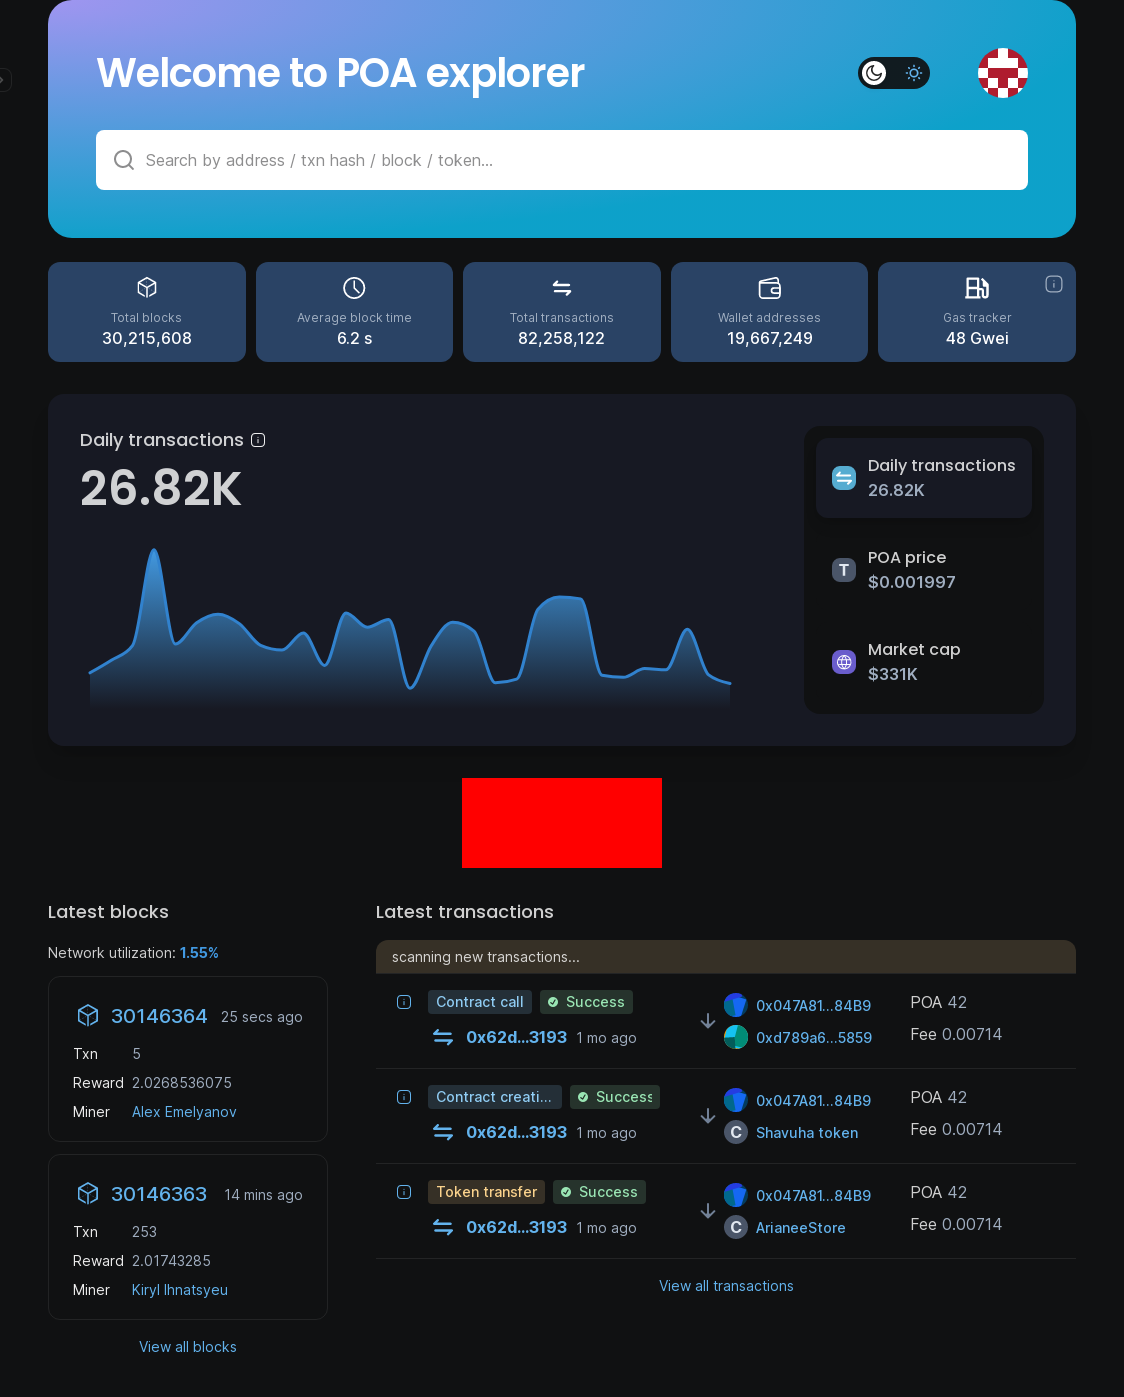 Welcome to POA explorer
Search by address / txn hash / block / token...
Total blocks
30,215,608
Average block time
6.2 s
Total transactions
82,258,122
Wallet addresses
19,667,249
Gas tracker
48 Gwei
Daily transactions
26.82K
Daily transactions
26.82K
T
POA price
$0.001997
Market cap
$331K
Latest blocks
Network utilization: 1.55%
30146364 25 secs ago
Txn 5
Reward 2.0268536075
Miner Alex Emelyanov
30146363 14 mins ago
Txn 253
Reward 2.01743285
Miner Kiryl Ihnatsyeu
View all blocks
Latest transactions
scanning new transactions...
Contract call Success
0x62d...3193 1 mo ago
0x047A81...84B9
0xd789a6...5859
POA 42
Fee 0.00714
Contract creati... Success
0x62d...3193 1 mo ago
0x047A81...84B9
C Shavuha token
POA 42
Fee 0.00714
Token transfer Success
0x62d...3193 1 mo ago
0x047A81...84B9
C ArianeeStore
POA 42
Fee 0.00714
View all transactions